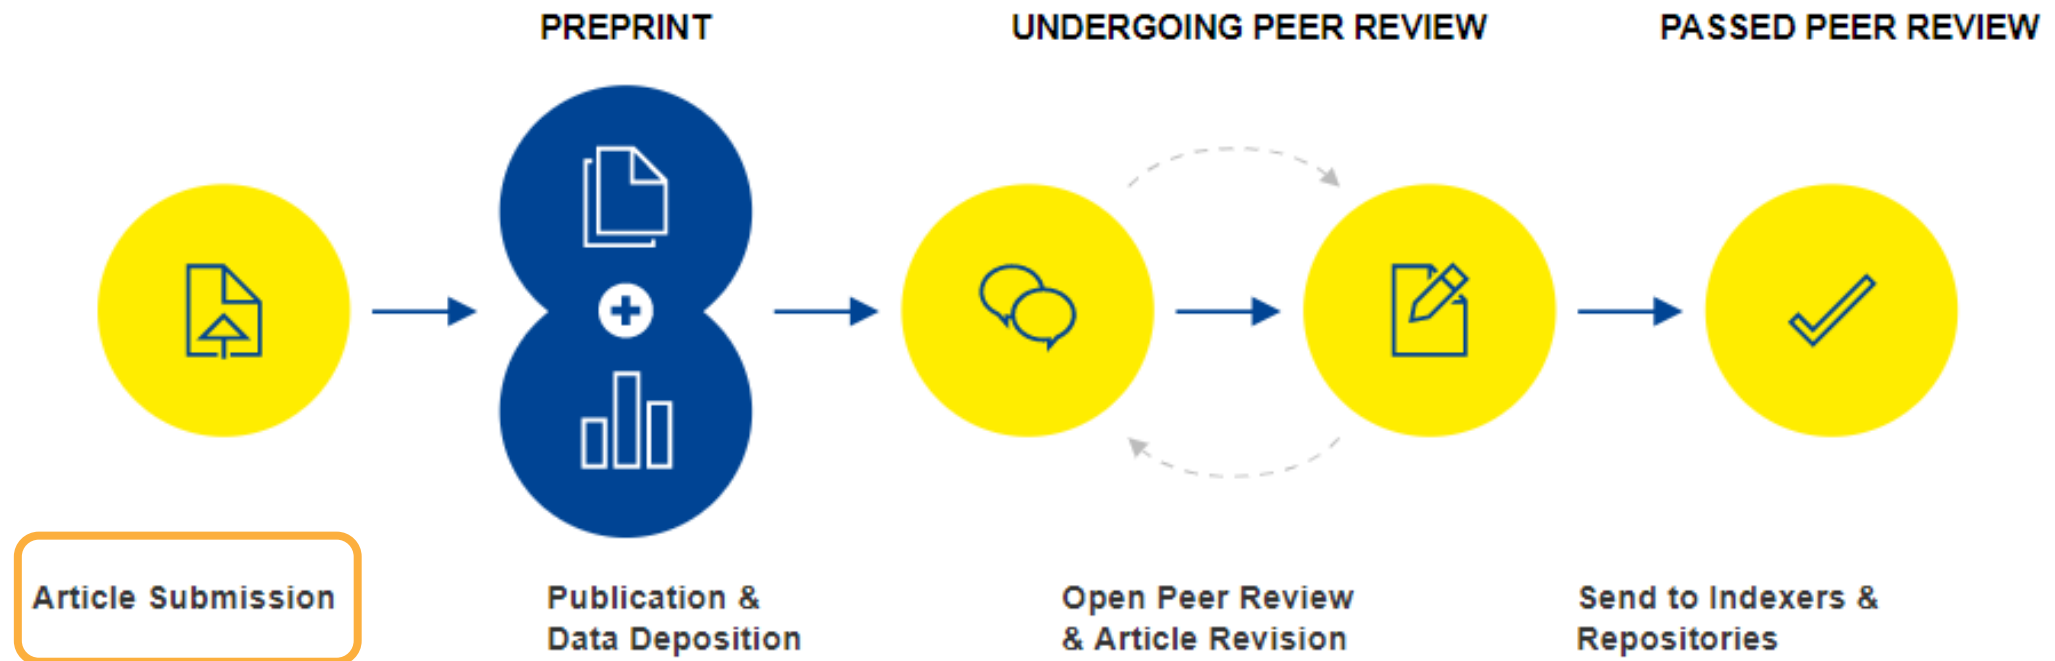 PREPRINT
UNDERGOING PEER REVIEW
PASSED PEER REVIEW
Article Submission
Publication &
Data Deposition
Open Peer Review
& Article Revision
Send to Indexers &
Repositories